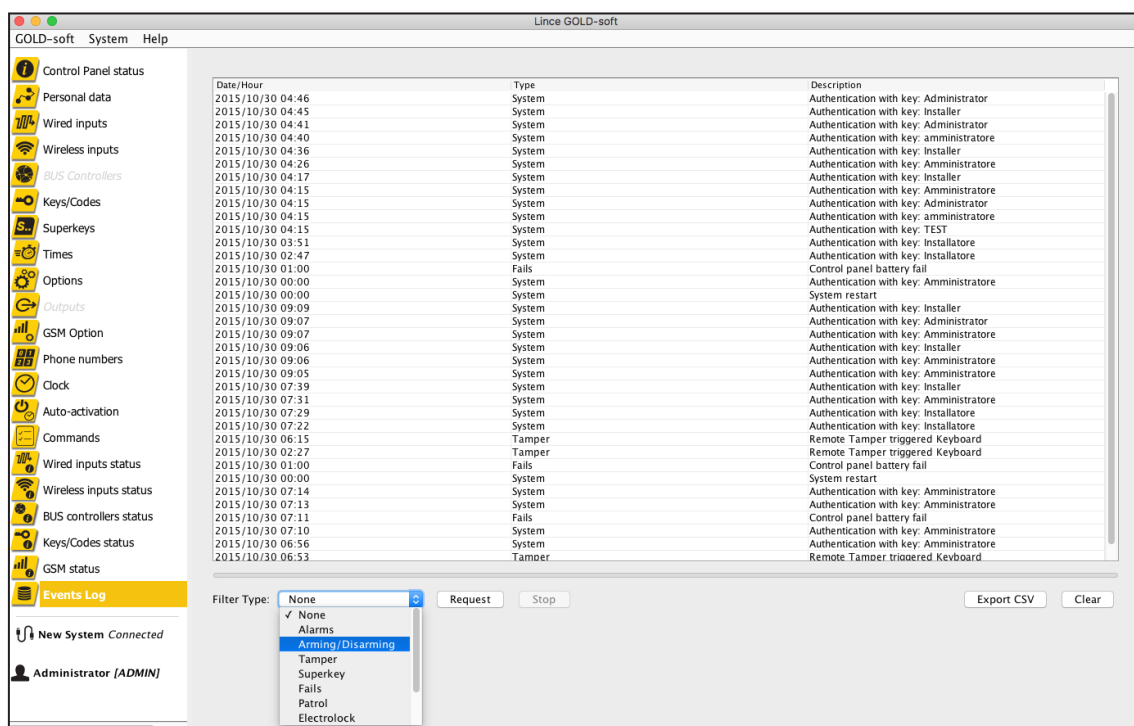 Lince GOLD-soft
GOLD-soft System Help
Control Panel status
Personal data
Wired inputs
Wireless inputs
BUS Controllers
Keys/Codes
Superkeys
Times
Options
Outputs
GSM Option
Phone numbers
Clock
Auto-activation
Commands
Wired inputs status
Wireless inputs status
BUS controllers status
Keys/Codes status
GSM status
Events Log
New System Connected
Administrator [ADMIN]
Date/Hour Type Description
2015/10/30 04:46 System Authentication with key: Administrator
2015/10/30 04:45 System Authentication with key: Installer
2015/10/30 04:41 System Authentication with key: Administrator
2015/10/30 04:40 System Authentication with key: amministratore
2015/10/30 04:36 System Authentication with key: Installer
2015/10/30 04:26 System Authentication with key: Amministratore
2015/10/30 04:17 System Authentication with key: Installer
2015/10/30 04:15 System Authentication with key: Amministratore
2015/10/30 04:15 System Authentication with key: Administrator
2015/10/30 04:15 System Authentication with key: amministratore
2015/10/30 04:15 System Authentication with key: TEST
2015/10/30 03:51 System Authentication with key: Installatore
2015/10/30 02:47 System Authentication with key: Installatore
2015/10/30 01:00 Fails Control panel battery fail
2015/10/30 00:00 System Authentication with key: Amministratore
2015/10/30 00:00 System System restart
2015/10/30 09:09 System Authentication with key: Installer
2015/10/30 09:07 System Authentication with key: Administrator
2015/10/30 09:07 System Authentication with key: Amministratore
2015/10/30 09:06 System Authentication with key: Installer
2015/10/30 09:06 System Authentication with key: Amministratore
2015/10/30 09:05 System Authentication with key: Amministratore
2015/10/30 07:39 System Authentication with key: Installer
2015/10/30 07:31 System Authentication with key: Amministratore
2015/10/30 07:29 System Authentication with key: Installatore
2015/10/30 07:22 System Authentication with key: Installatore
2015/10/30 06:15 Tamper Remote Tamper triggered Keyboard
2015/10/30 02:27 Tamper Remote Tamper triggered Keyboard
2015/10/30 01:00 Fails Control panel battery fail
2015/10/30 00:00 System System restart
2015/10/30 07:14 System Authentication with key: Amministratore
2015/10/30 07:13 System Authentication with key: Amministratore
2015/10/30 07:11 Fails Control panel battery fail
2015/10/30 07:10 System Authentication with key: Amministratore
2015/10/30 06:56 System Authentication with key: Amministratore
2015/10/30 06:53 Tamper Remote Tamper triggered Keyboard
Filter Type: None Request Stop Export CSV Clear
✓ None
Alarms
Arming/Disarming
Tamper
Superkey
Fails
Patrol
Electrolock